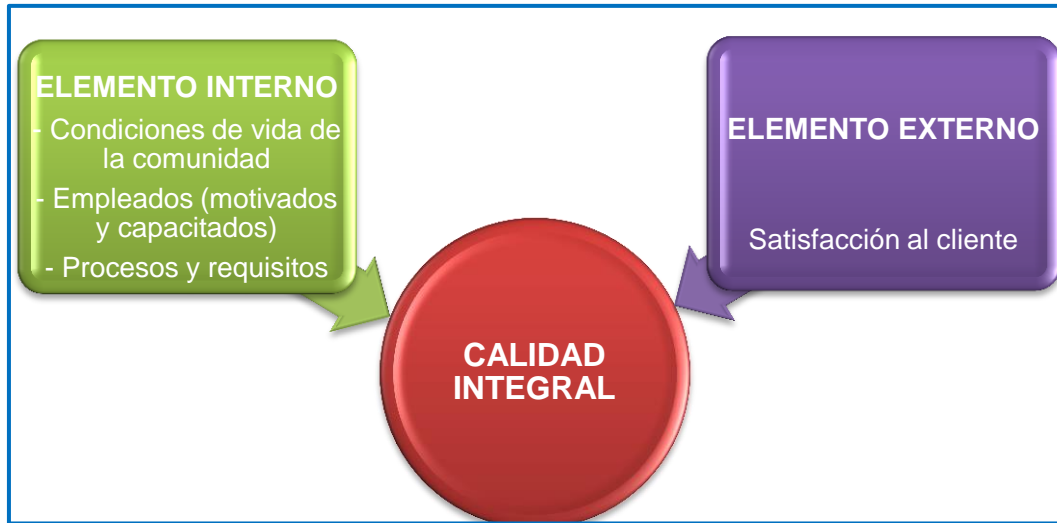 ELEMENTO INTERNO
- Condiciones de vida de
la comunidad
- Empleados (motivados
y capacitados)
- Procesos y requisitos
ELEMENTO EXTERNO
Satisfacción al cliente
CALIDAD
INTEGRAL